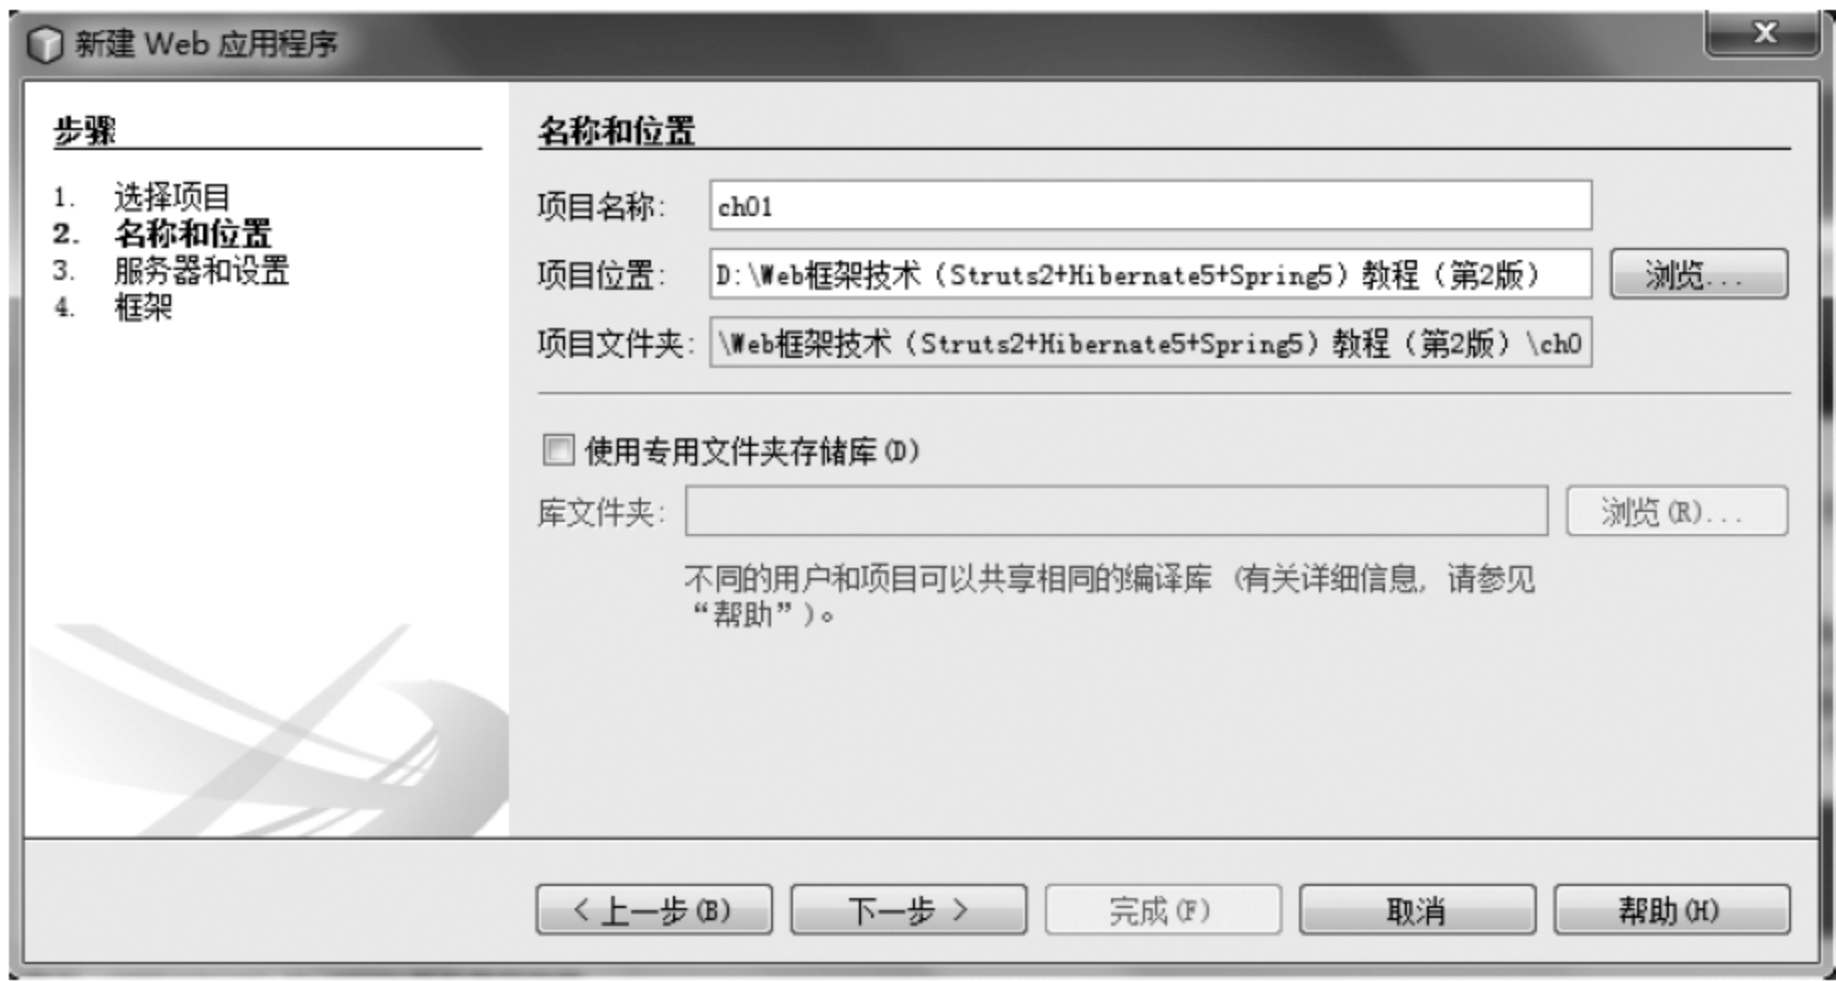 新建 Web 应用程序
X
步骤
1. 选择项目
2. 名称和位置
3. 服务器和设置
4. 框架
名称和位置
项目名称: ch01
项目位置: D:\Web框架技术（Struts2+Hibernate5+Spring5）教程（第2版） 浏览...
项目文件夹: \Web框架技术（Struts2+Hibernate5+Spring5）教程（第2版）\ch0
使用专用文件夹存储库(D)
库文件夹: 浏览(R)...
不同的用户和项目可以共享相同的编译库 (有关详细信息, 请参见
“帮助”)。
< 上一步(B) 下一步 > 完成(F) 取消 帮助(H)